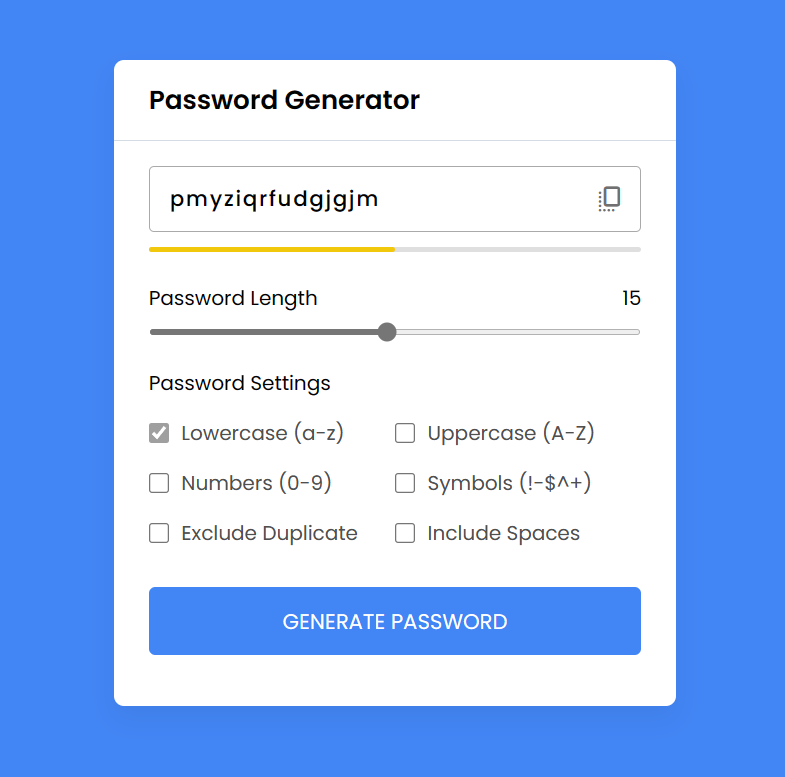 Password Generator
pmyziqrfudgjgjm
Password Length 15
Password Settings
Lowercase (a-z) Uppercase (A-Z)
Numbers (0-9) Symbols (!-$^+)
Exclude Duplicate Include Spaces
GENERATE PASSWORD